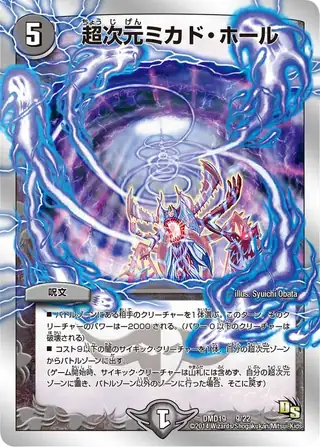 5
ちょうじげん
超次元ミカド・ホール
illus. Syuichi Obata
呪文
■ バトルゾーンにある相手のクリーチャーを1体選ぶ。このターン、そのク
リーチャーのパワーは-2000される。(パワー0以下のクリーチャーは
破壊される)
■ コスト9以下の闇のサイキック・クリーチャーを1体、自分の超次元ゾ
ーンからバトルゾーンに出す。
(ゲーム開始時、サイキック・クリーチャーは山札には含めず、自分の超次元ゾ
ーンに置き、バトルゾーン以外のゾーンに行った場合、そこに戻す)
1
DMD19 9/22
©2014 Wizards/Shogakukan/Mitsui-Kids
DS